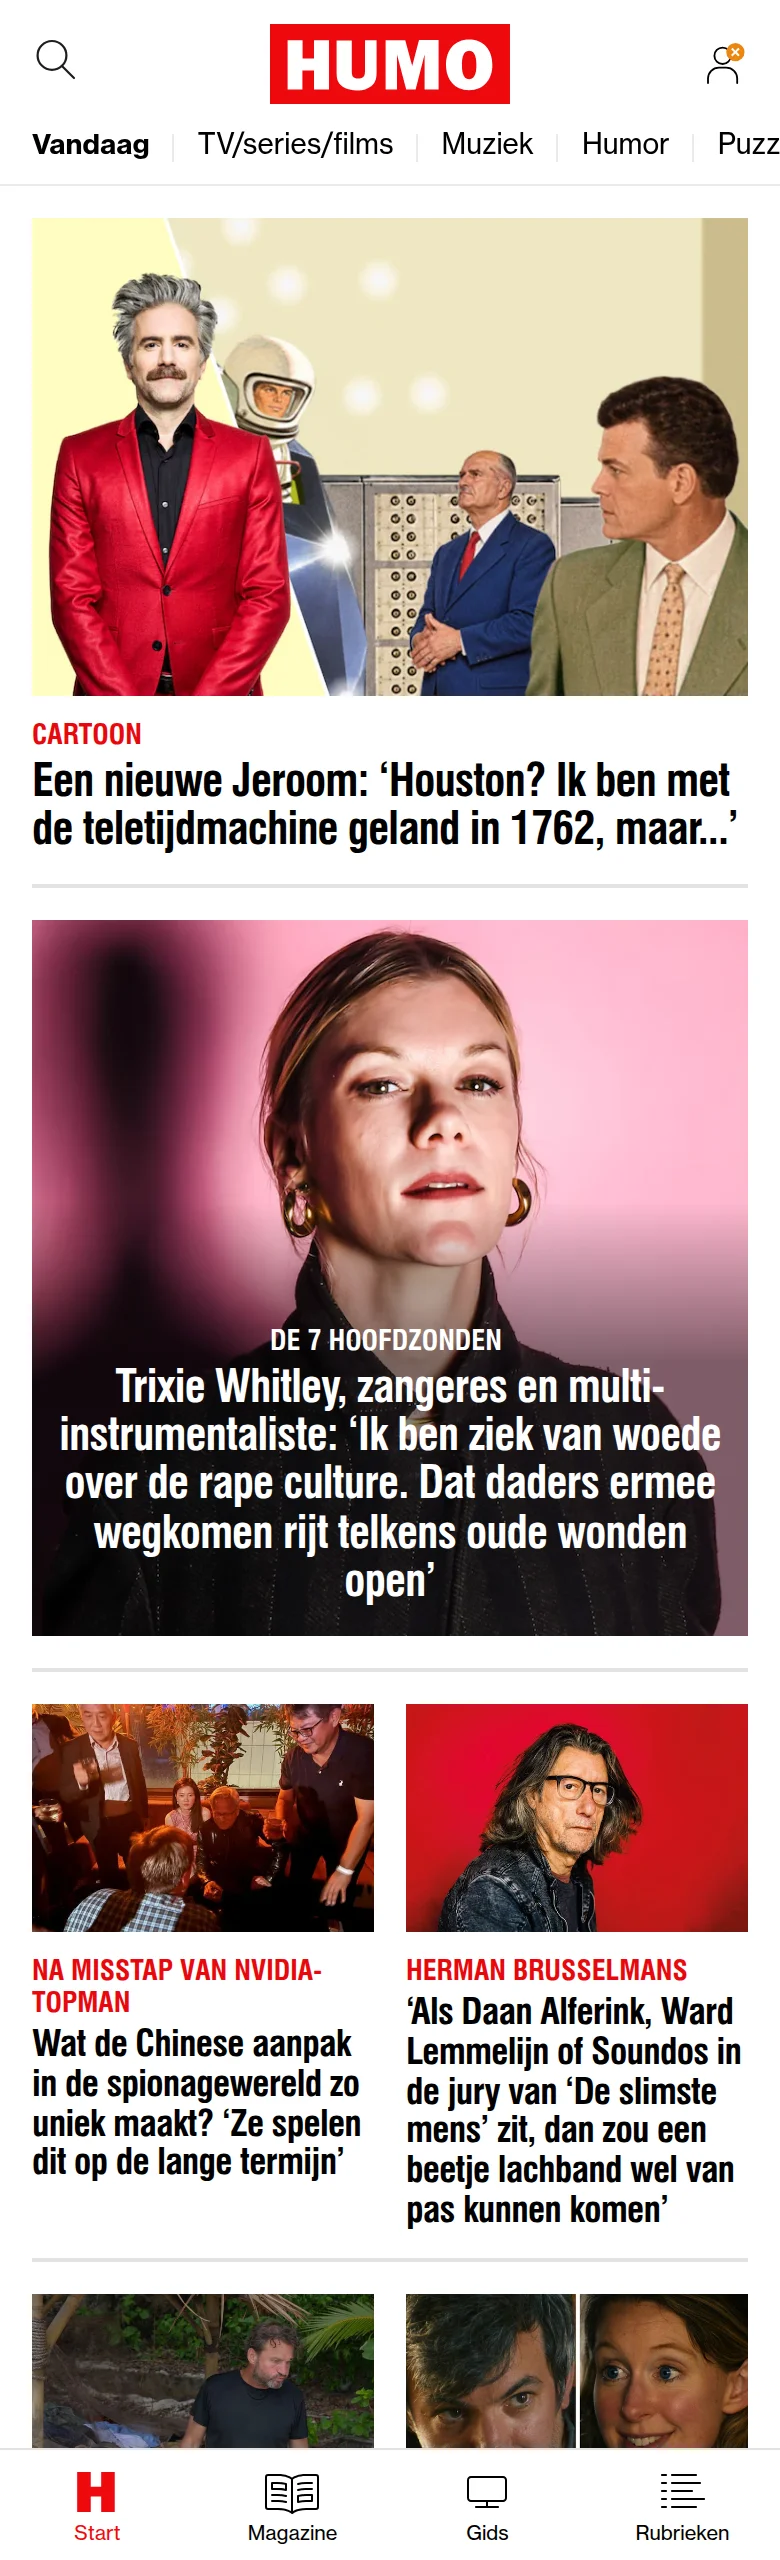 HUMO
Vandaag
TV/series/films
Muziek
Humor
Puzz
CARTOON
Een nieuwe Jeroom: ‘Houston? Ik ben met
de teletijdmachine geland in 1762, maar...’
DE 7 HOOFDZONDEN
Trixie Whitley, zangeres en multi-
instrumentaliste: ‘Ik ben ziek van woede
over de rape culture. Dat daders ermee
wegkomen rijt telkens oude wonden
open’
NA MISSTAP VAN NVIDIA-
TOPMAN
Wat de Chinese aanpak
in de spionagewereld zo
uniek maakt? ‘Ze spelen
dit op de lange termijn’
HERMAN BRUSSELMANS
‘Als Daan Alferink, Ward
Lemmelijn of Soundos in
de jury van ‘De slimste
mens’ zit, dan zou een
beetje lachband wel van
pas kunnen komen’
H
Start
Magazine
Gids
Rubrieken